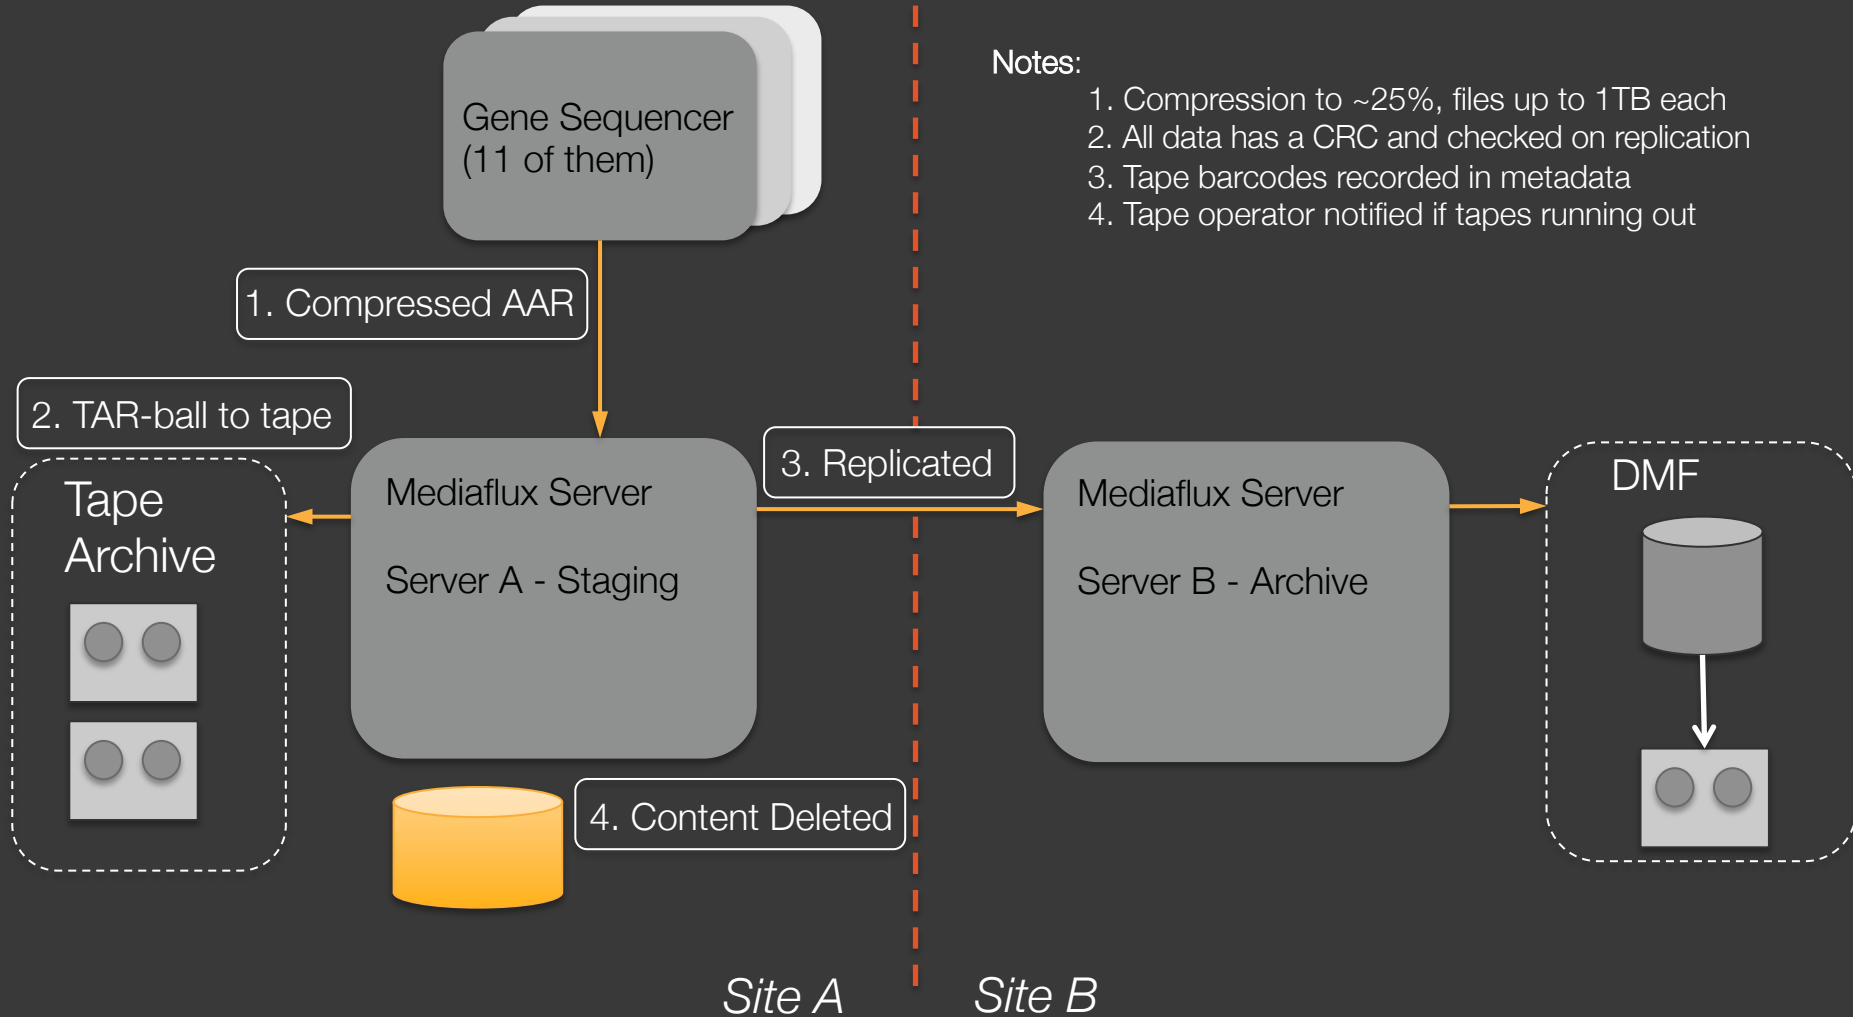 Gene Sequencer
(11 of them)
Notes:
1. Compression to ~25%, files up to 1TB each
2. All data has a CRC and checked on replication
3. Tape barcodes recorded in metadata
4. Tape operator notified if tapes running out
1. Compressed AAR
2. TAR-ball to tape
Tape
Archive
Mediaflux Server
Server A - Staging
3. Replicated
Mediaflux Server
Server B - Archive
DMF
4. Content Deleted
Site A
Site B